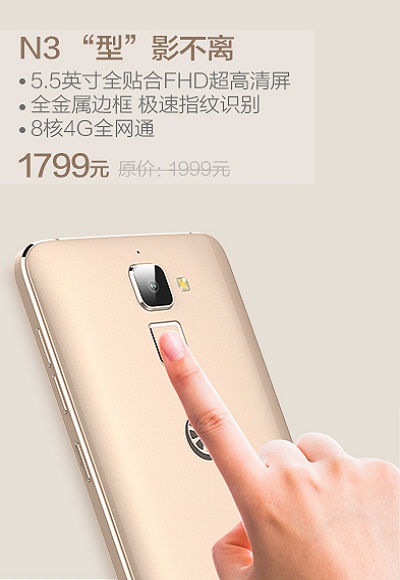 N3 “型”影不离
• 5.5英寸全贴合FHD超高清屏
• 全金属边框 极速指纹识别
• 8核4G全网通
1799元 原价: 1999元